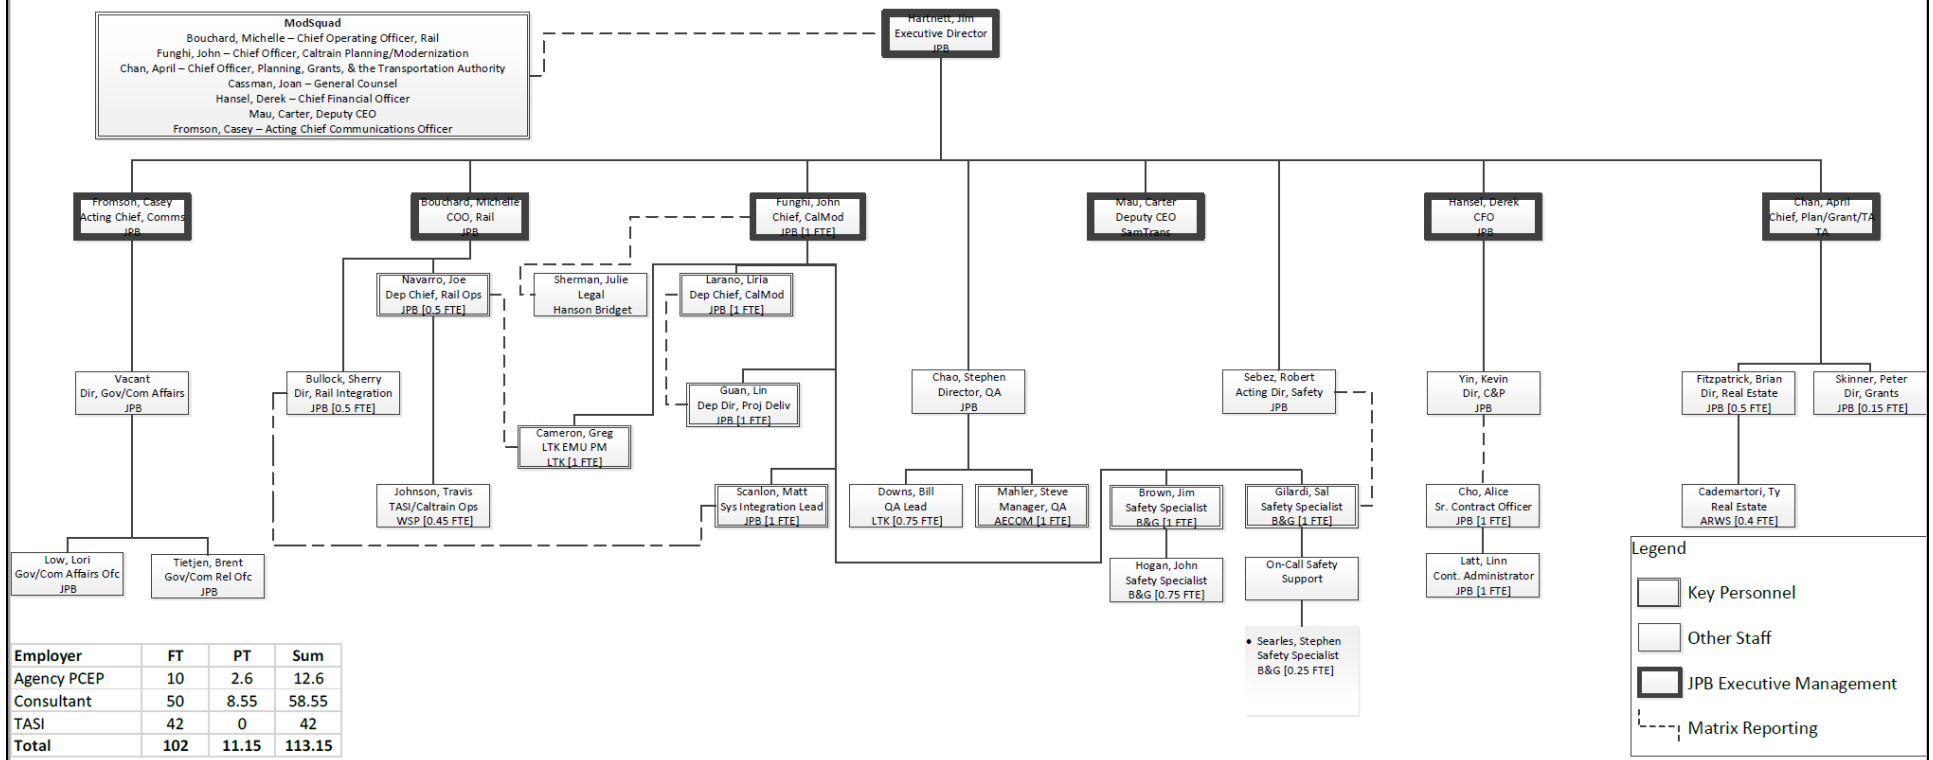 ModSquad
Bouchard, Michelle – Chief Operating Officer, Rail
Funghi, John – Chief Officer, Caltrain Planning/Modernization
Chan, April – Chief Officer, Planning, Grants, & the Transportation Authority
Cassman, Joan – General Counsel
Hansel, Derek – Chief Financial Officer
Mau, Carter, Deputy CEO
Fromson, Casey – Acting Chief Communications Officer
Hartnett, Jim
Executive Director
JPB
Fromson, Casey
Acting Chief, Comms
JPB
Bouchard, Michelle
COO, Rail
JPB
Funghi, John
Chief, CalMod
JPB [1 FTE]
Mau, Carter
Deputy CEO
SamTrans
Hansel, Derek
CFO
JPB
Chan, April
Chief, Plan/Grant/TA
TA
Navarro, Joe
Dep Chief, Rail Ops
JPB [0.5 FTE]
Sherman, Julie
Legal
Hanson Bridget
Larano, Liria
Dep Chief, CalMod
JPB [1 FTE]
Vacant
Dir, Gov/Com Affairs
JPB
Bullock, Sherry
Dir, Rail Integration
JPB [0.5 FTE]
Guan, Lin
Dep Dir, Proj Deliv
JPB [1 FTE]
Chao, Stephen
Director, QA
JPB
Sebez, Robert
Acting Dir, Safety
JPB
Yin, Kevin
Dir, C&P
JPB
Fitzpatrick, Brian
Dir, Real Estate
JPB [0.5 FTE]
Skinner, Peter
Dir, Grants
JPB [0.15 FTE]
Cameron, Greg
LTK EMU PM
LTK [1 FTE]
Johnson, Travis
TASI/Caltrain Ops
WSP [0.45 FTE]
Scanlon, Matt
Sys Integration Lead
JPB [1 FTE]
Downs, Bill
QA Lead
LTK [0.75 FTE]
Mahler, Steve
Manager, QA
AECOM [1 FTE]
Brown, Jim
Safety Specialist
B&G [1 FTE]
Gilardi, Sal
Safety Specialist
B&G [1 FTE]
Cho, Alice
Sr. Contract Officer
JPB [1 FTE]
Cademartori, Ty
Real Estate
ARWS [0.4 FTE]
Low, Lori
Gov/Com Affairs Ofc
JPB
Tietjen, Brent
Gov/Com Rel Ofc
JPB
Hogan, John
Safety Specialist
B&G [0.75 FTE]
On-Call Safety
Support
Latt, Linn
Cont. Administrator
JPB [1 FTE]
• Searles, Stephen
Safety Specialist
B&G [0.25 FTE]
Legend
Key Personnel
Other Staff
JPB Executive Management
Matrix Reporting
Employer FT PT Sum
Agency PCEP 10 2.6 12.6
Consultant 50 8.55 58.55
TASI 42 0 42
Total 102 11.15 113.15